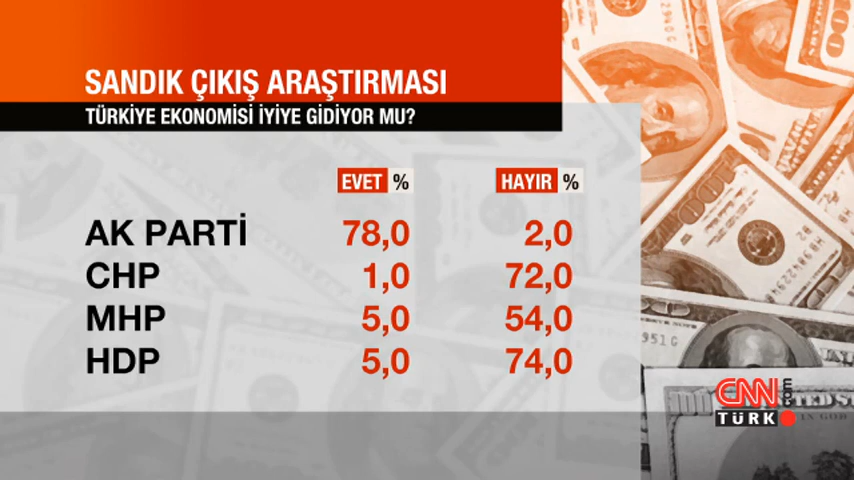 SANDIK ÇIKIŞ ARAŞTIRMASI
TÜRKİYE EKONOMİSİ İYİYE GİDİYOR MU?
EVET % HAYIR %
AK PARTİ 78,0 2,0
CHP 1,0 72,0
MHP 5,0 54,0
HDP 5,0 74,0
CNN TÜRK .com